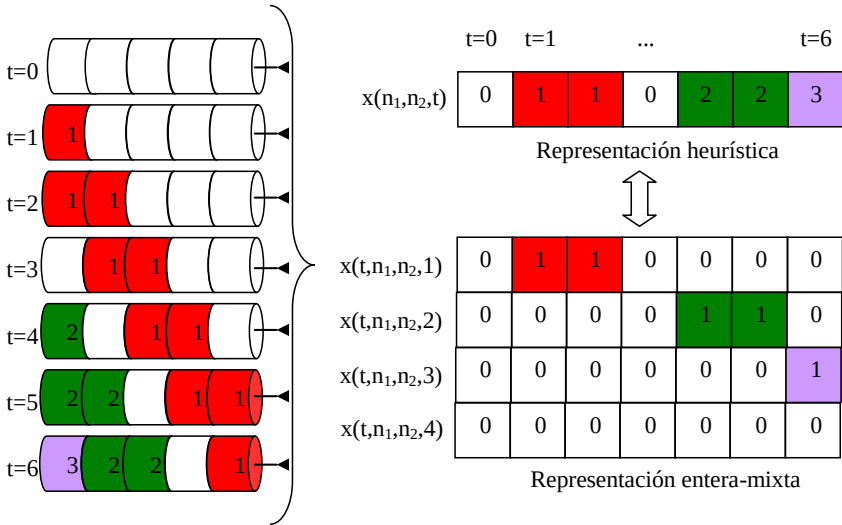 t=0
t=1
1
t=2
1 1
t=3
1 1
t=4
2 1 1
t=5
2 2 1 1
t=6
3 2 2 1
t=0 t=1 ... t=6
x(n₁,n₂,t) 0 1 1 0 2 2 3
Representación heurística
x(t,n₁,n₂,1) 0 1 1 0 0 0 0
x(t,n₁,n₂,2) 0 0 0 0 1 1 0
x(t,n₁,n₂,3) 0 0 0 0 0 0 1
x(t,n₁,n₂,4) 0 0 0 0 0 0 0
Representación entera-mixta